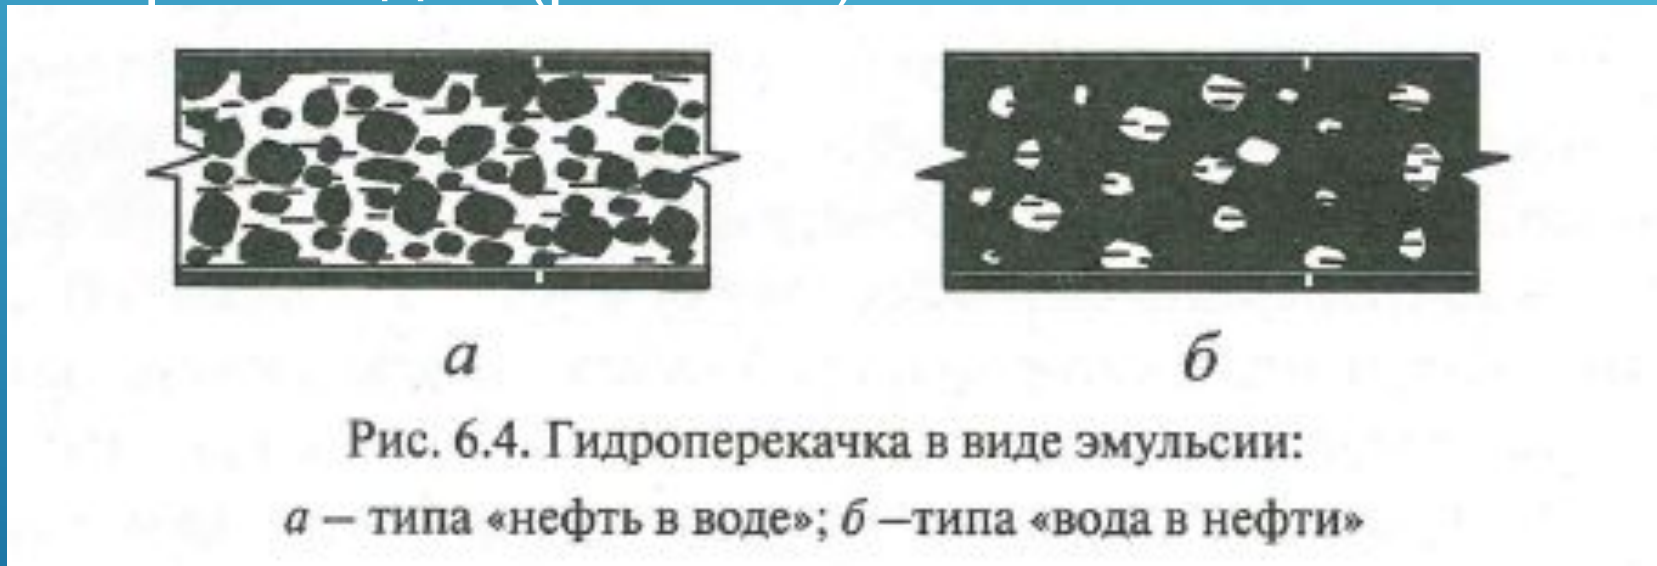 а
б
Рис. 6.4. Гидроперекачка в виде эмульсии:
а – типа «нефть в воде»; б –типа «вода в нефти»